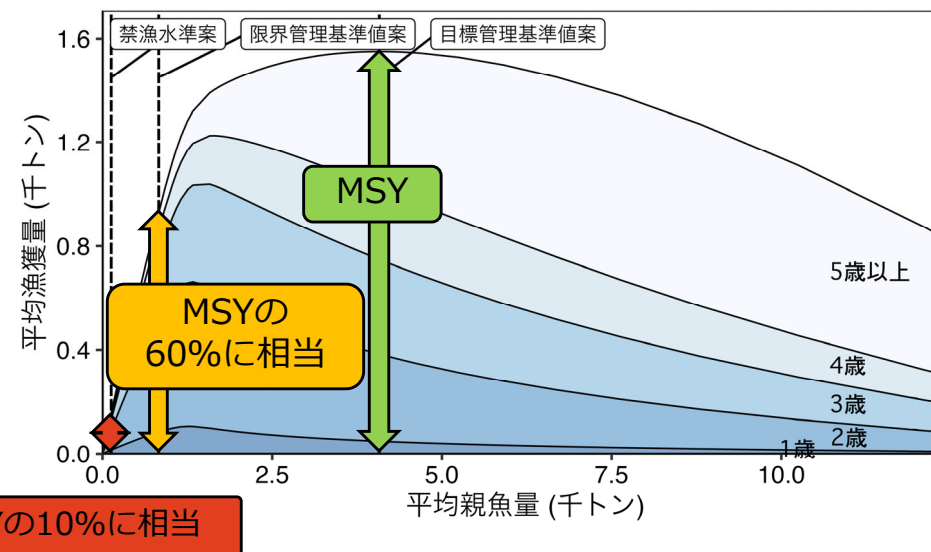 禁漁水準案
限界管理基準値案
目標管理基準値案
平均漁獲量 (千トン)
1.6
1.2
0.8
0.4
0.0
MSY
MSYの
60%に相当
5歳以上
4歳
3歳
2歳
1歳
0.0
2.5
5.0
7.5
10.0
平均親魚量 (千トン)
の10%に相当